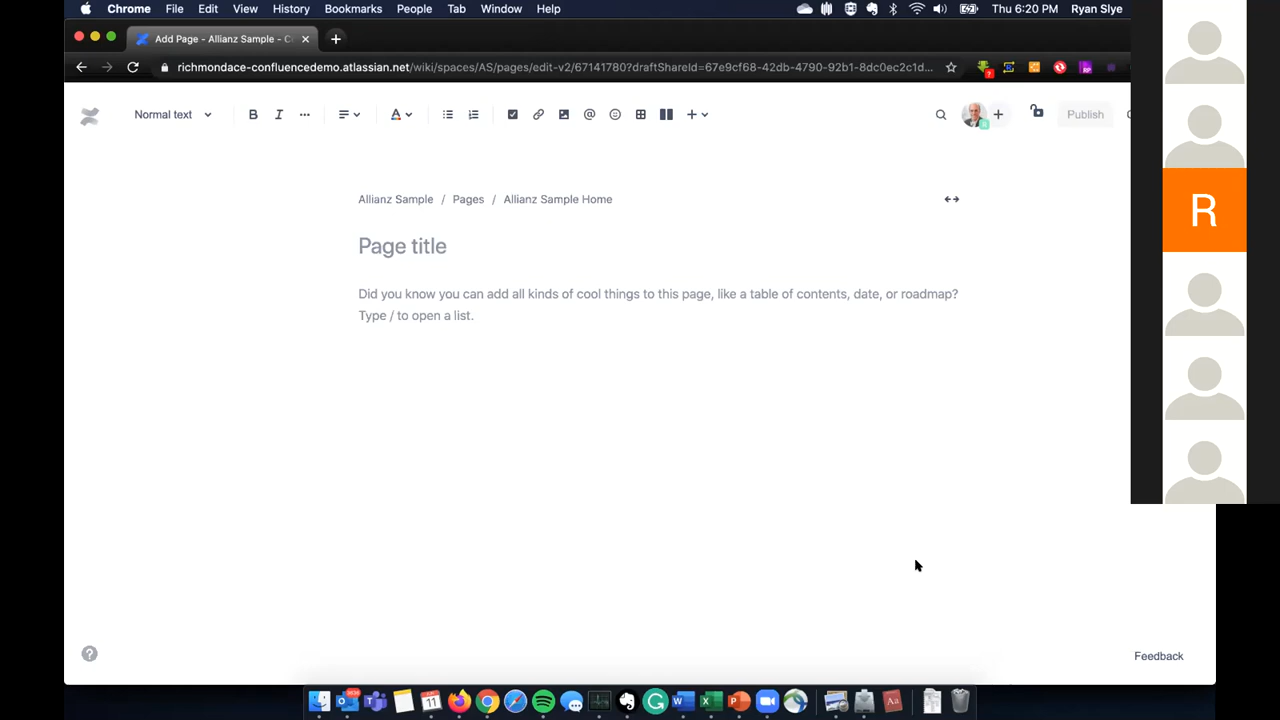 Chrome File Edit View History Bookmarks People Tab Window Help Thu 6:20 PM Ryan Slye
Add Page - Allianz Sample - C
richmondace-confluencedemo.atlassian.net/wiki/spaces/AS/pages/edit-v2/67141780?draftShareId=67e9cf68-42db-4790-92b1-8dc0ec2c1d...
Normal text B I A Publish
Allianz Sample / Pages / Allianz Sample Home
Page title
Did you know you can add all kinds of cool things to this page, like a table of contents, date, or roadmap?
Type / to open a list.
R
Feedback
11